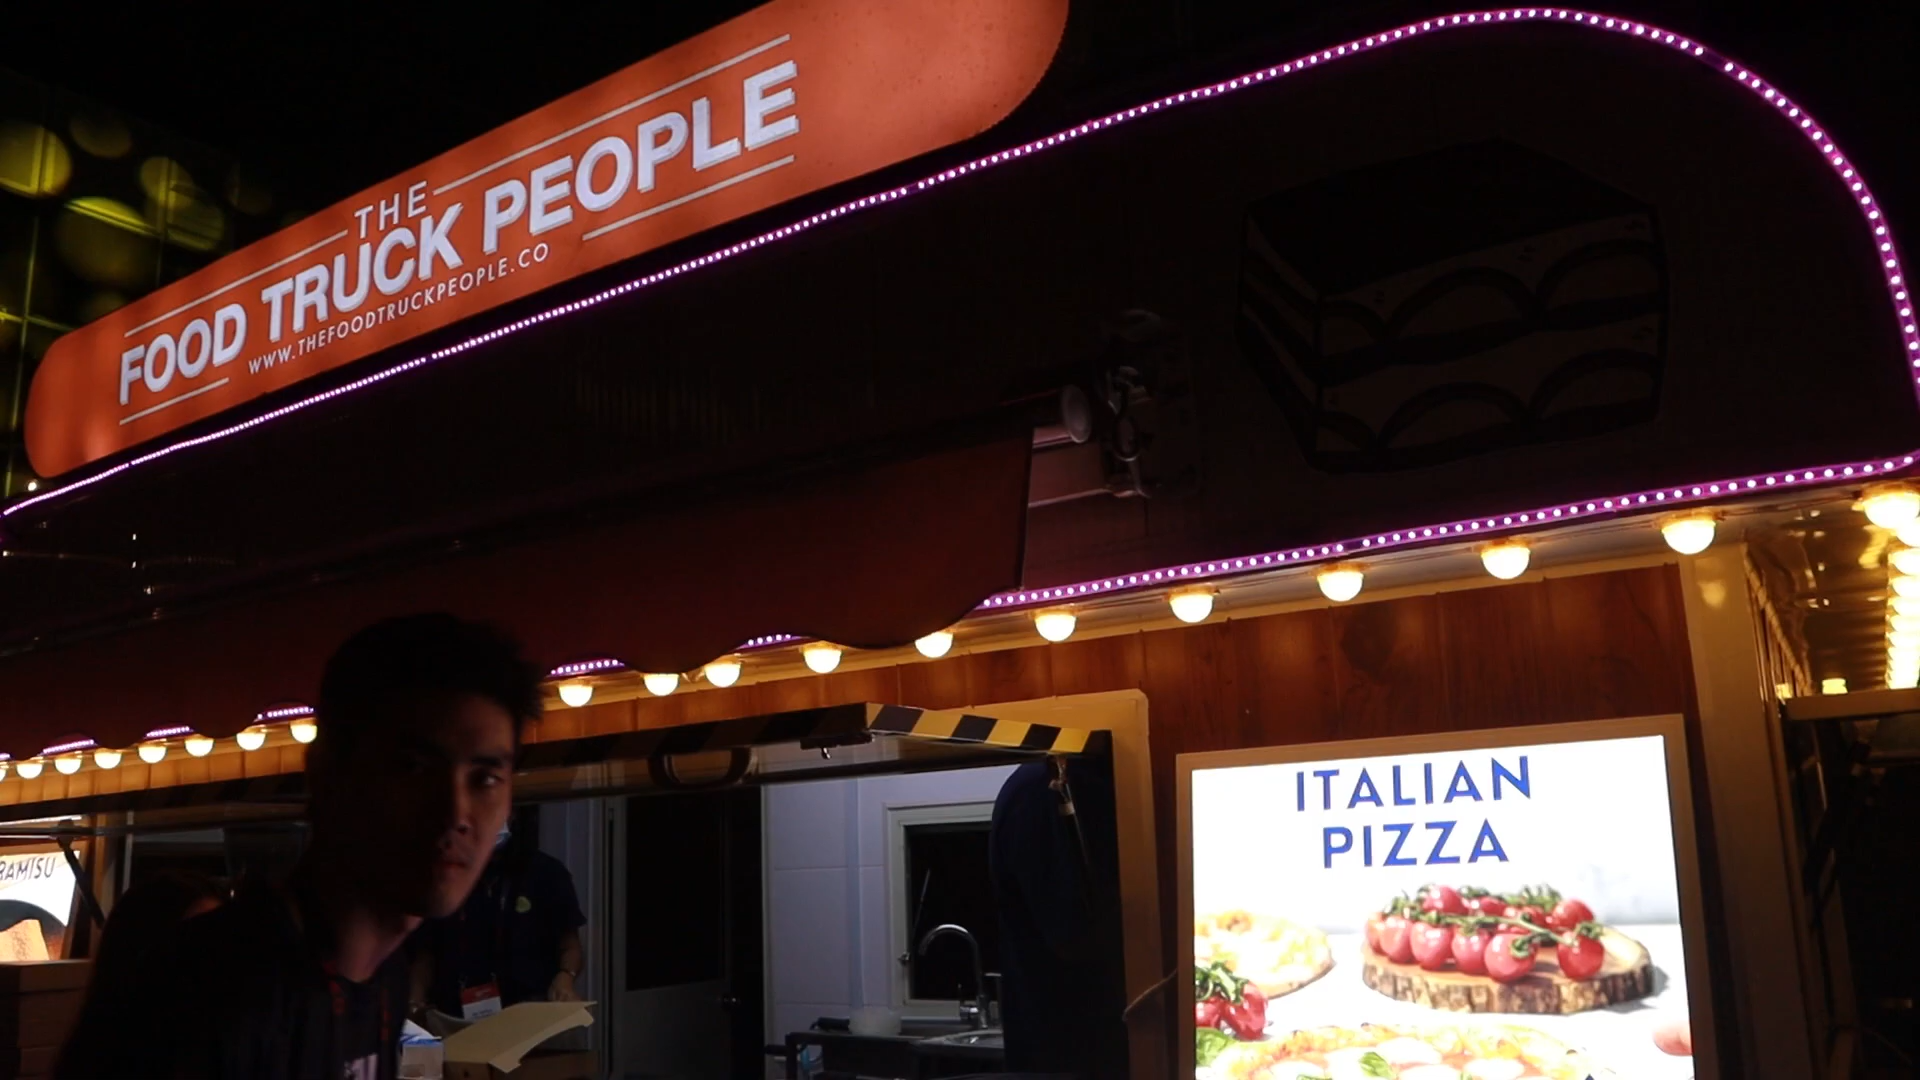 THE
FOOD TRUCK PEOPLE
WWW.THEFOODTRUCKPEOPLE.CO
ITALIAN
PIZZA
RAMISU